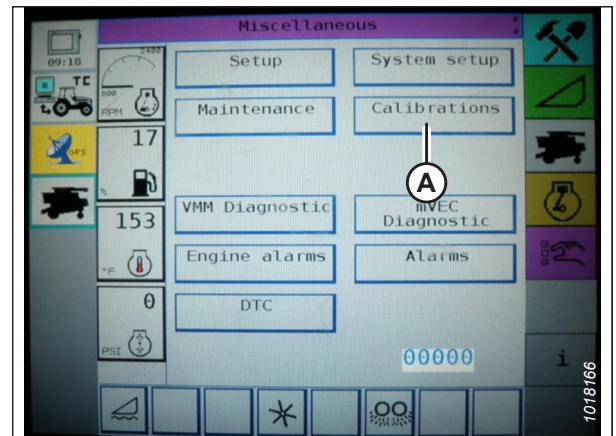 Miscellaneous
09:18
TC
GPS
2400
800
RPM
17
%
153
°F
0
PSI
Setup
System setup
Maintenance
Calibrations
A
VMM Diagnostic
mVEC
Diagnostic
Engine alarms
Alarms
DTC
00000
i
1018166